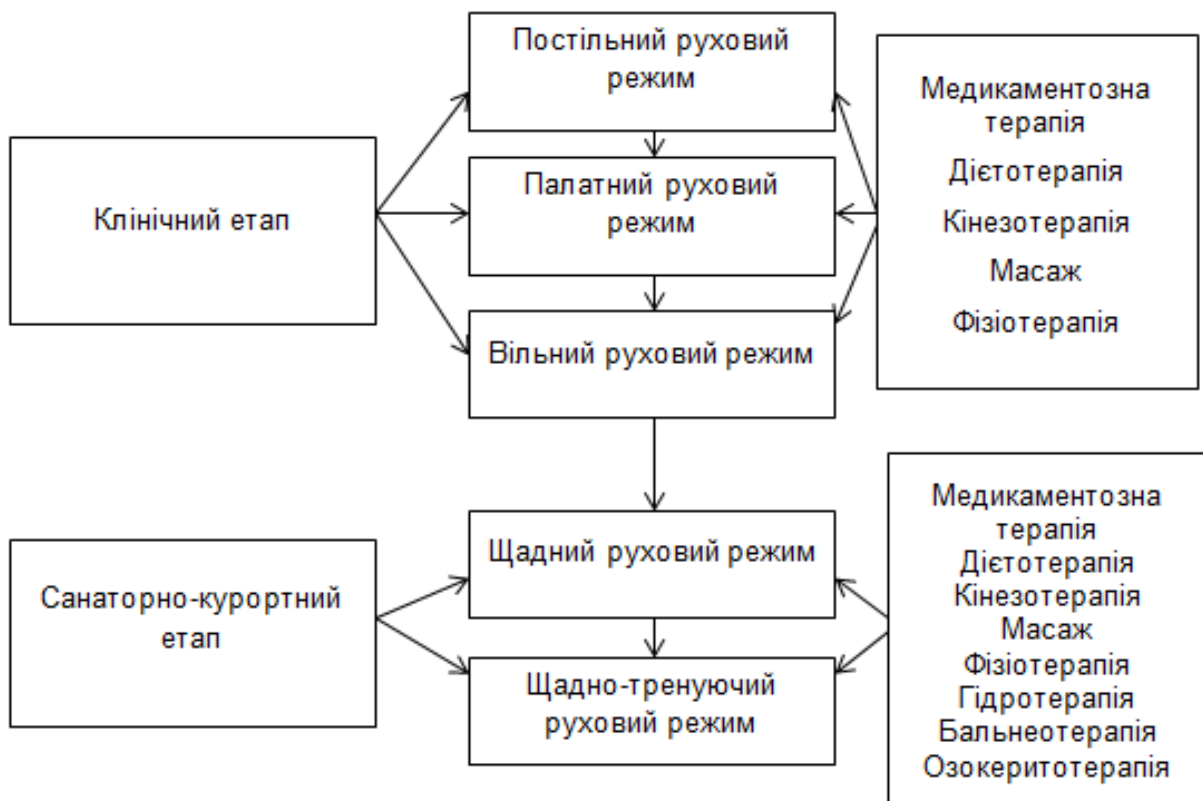 Постільний руховий
режим
Медикаментозна
терапія
Дієтотерапія
Кінезотерапія
Масаж
Фізіотерапія
Клінічний етап
Палатний руховий
режим
Вільний руховий режим
Щадний руховий режим
Санаторно-курортний
етап
Щадно-тренуючий
руховий режим
Медикаментозна
терапія
Дієтотерапія
Кінезотерапія
Масаж
Фізіотерапія
Гідротерапія
Бальнеотерапія
Озокеритотерапія